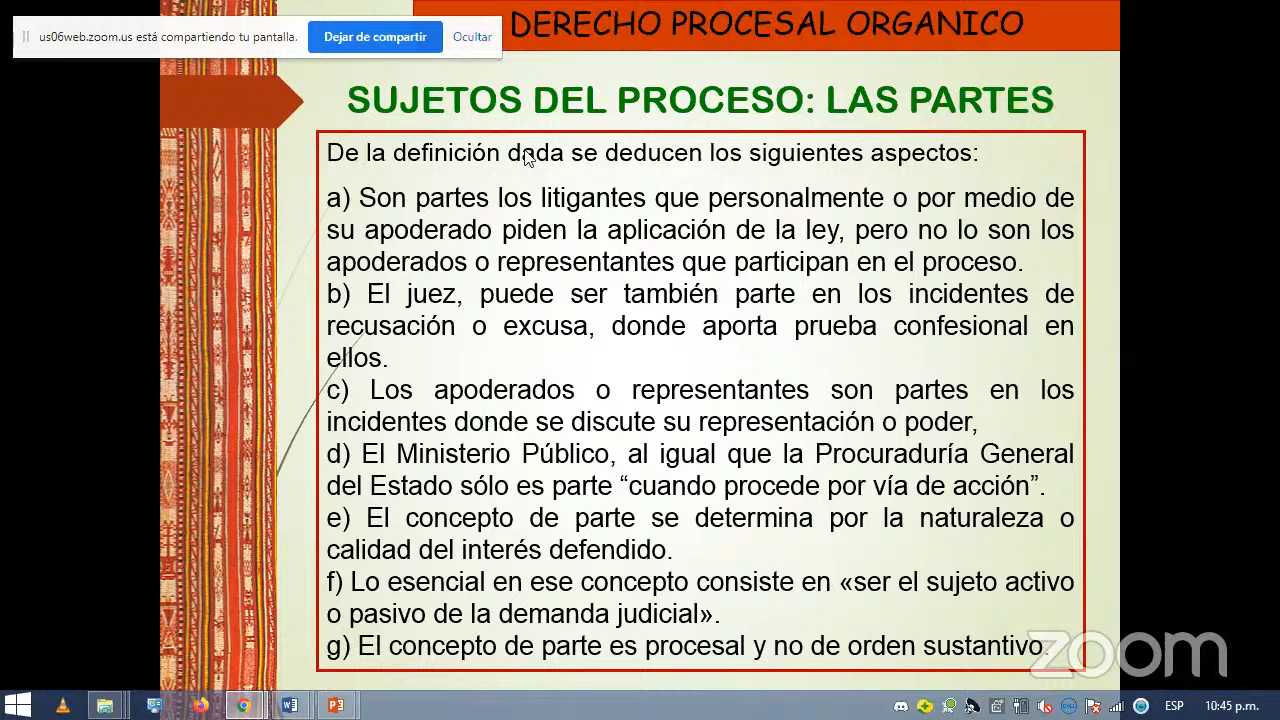 DERECHO PROCESAL ORGANICO
us06web.zoom.us está compartiendo tu pantalla.
Dejar de compartir
Ocultar
SUJETOS DEL PROCESO: LAS PARTES
De la definición dada se deducen los siguientes aspectos:
a) Son partes los litigantes que personalmente o por medio de
su apoderado piden la aplicación de la ley, pero no lo son los
apoderados o representantes que participan en el proceso.
b) El juez, puede ser también parte en los incidentes de
recusación o excusa, donde aporta prueba confesional en
ellos.
c) Los apoderados o representantes son partes en los
incidentes donde se discute su representación o poder,
d) El Ministerio Público, al igual que la Procuraduría General
del Estado sólo es parte “cuando procede por vía de acción”.
e) El concepto de parte se determina por la naturaleza o
calidad del interés defendido.
f) Lo esencial en ese concepto consiste en «ser el sujeto activo
o pasivo de la demanda judicial».
g) El concepto de parte es procesal y no de orden sustantivo.
zoom
ESP
10:45 p.m.